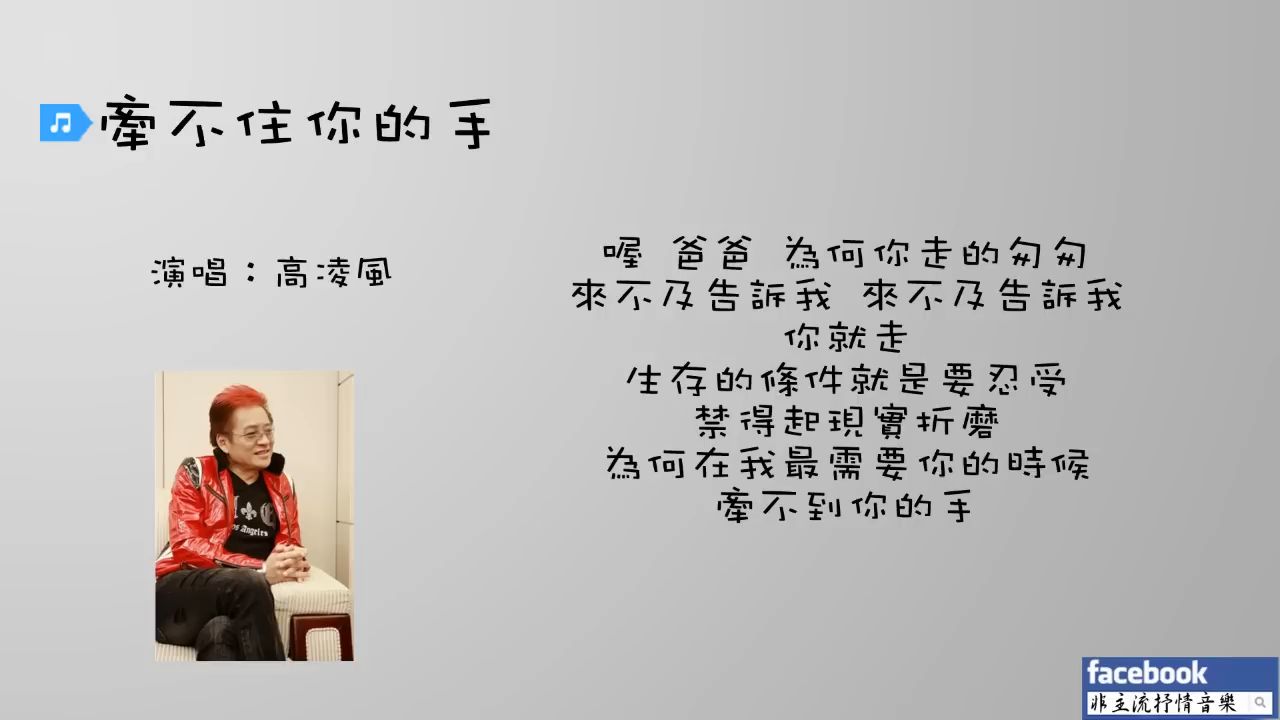 牽不住你的手
演唱：高淩風
喔 爸爸 為何你走的匆匆
來不及告訴我 來不及告訴我
你就走
生存的條件就是要忍受
禁得起現實折磨
為何在我最需要你的時候
牽不到你的手
Los Angeles
facebook
非主流抒情音樂